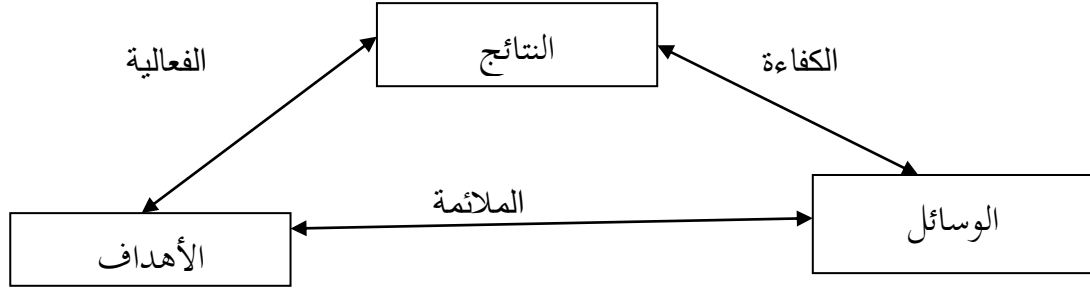 النتائج
الكفاءة
الفعالية
الوسائل
الملائمة
الأهداف